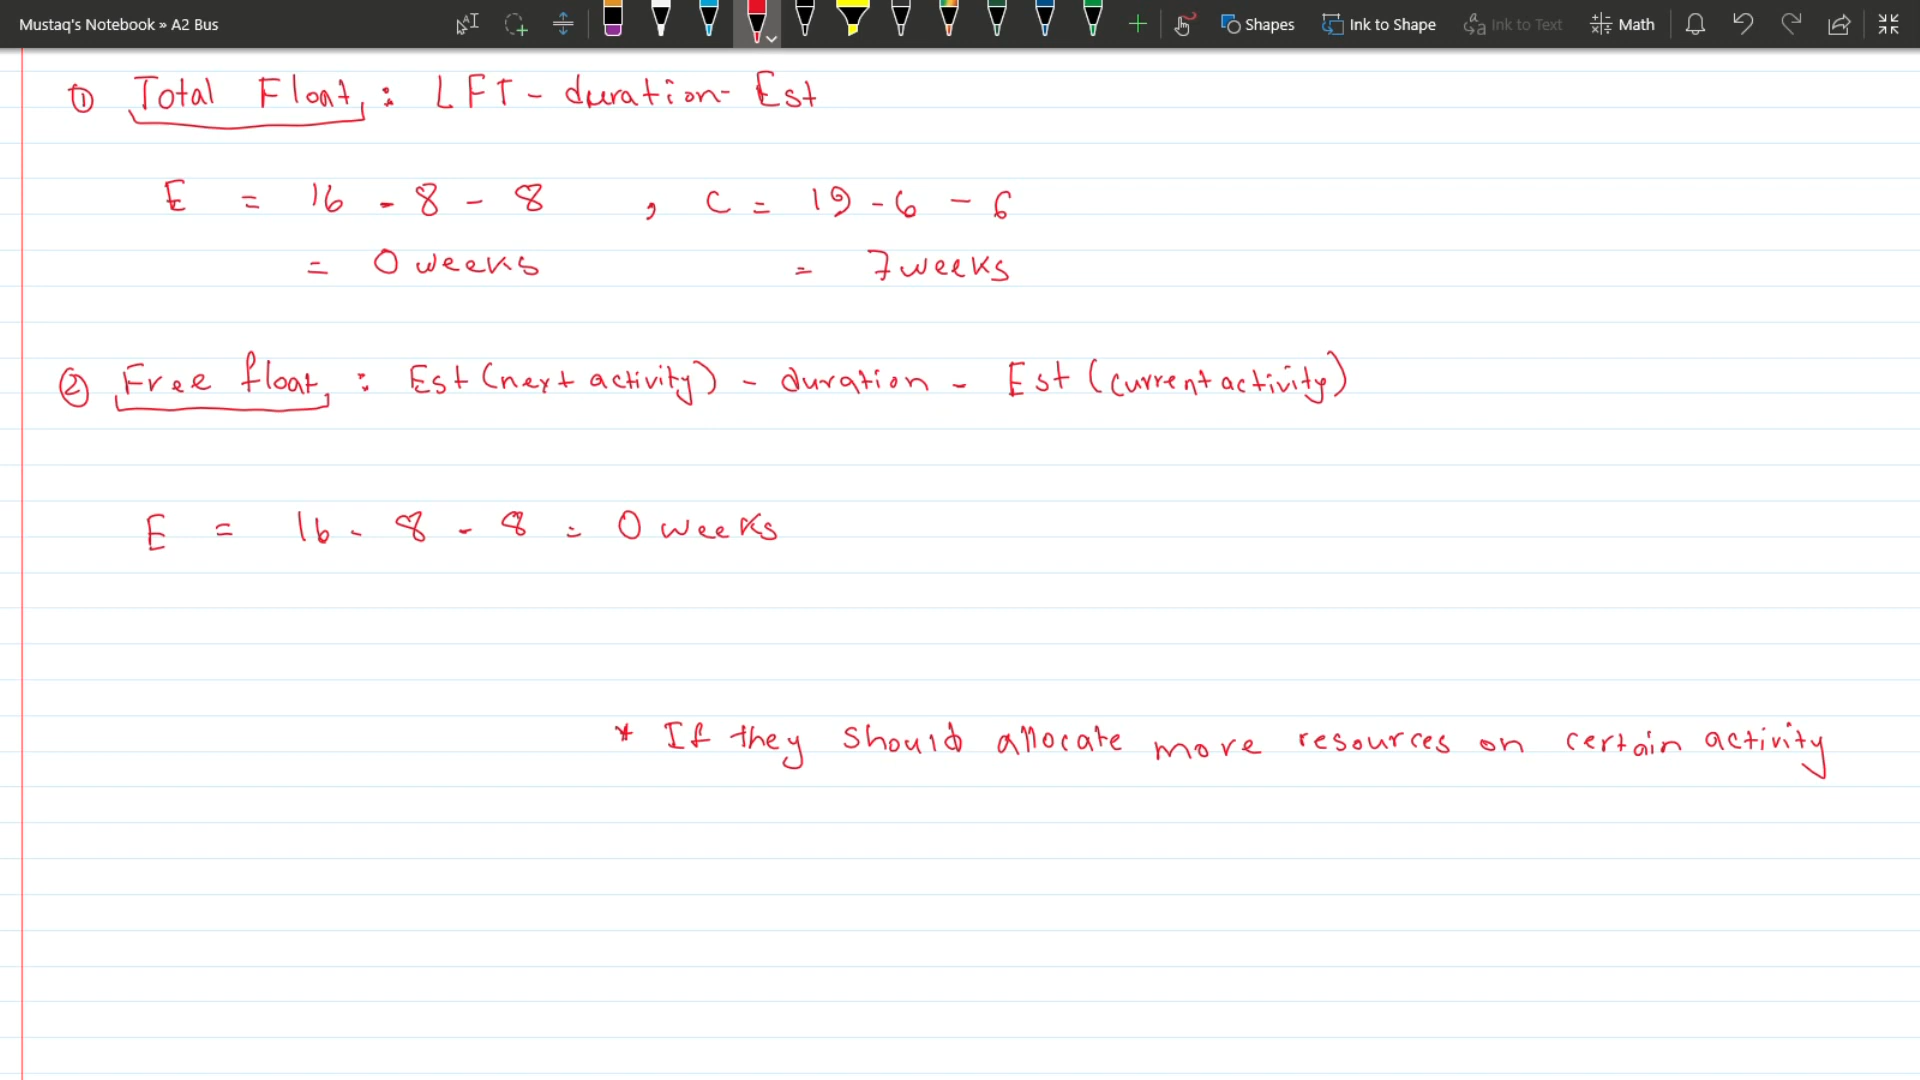 Mustaq's Notebook » A2 Bus Shapes Ink to Shape Ink to Text Math
① Total Float : LFT - duration - Est
E = 16 - 8 - 8 , C = 19 - 6 - 6
= 0 weeks = 7 weeks
② Free float : Est (next activity) - duration - Est (current activity)
E = 16 - 8 - 8 = 0 weeks
* If they should allocate more resources on certain activity